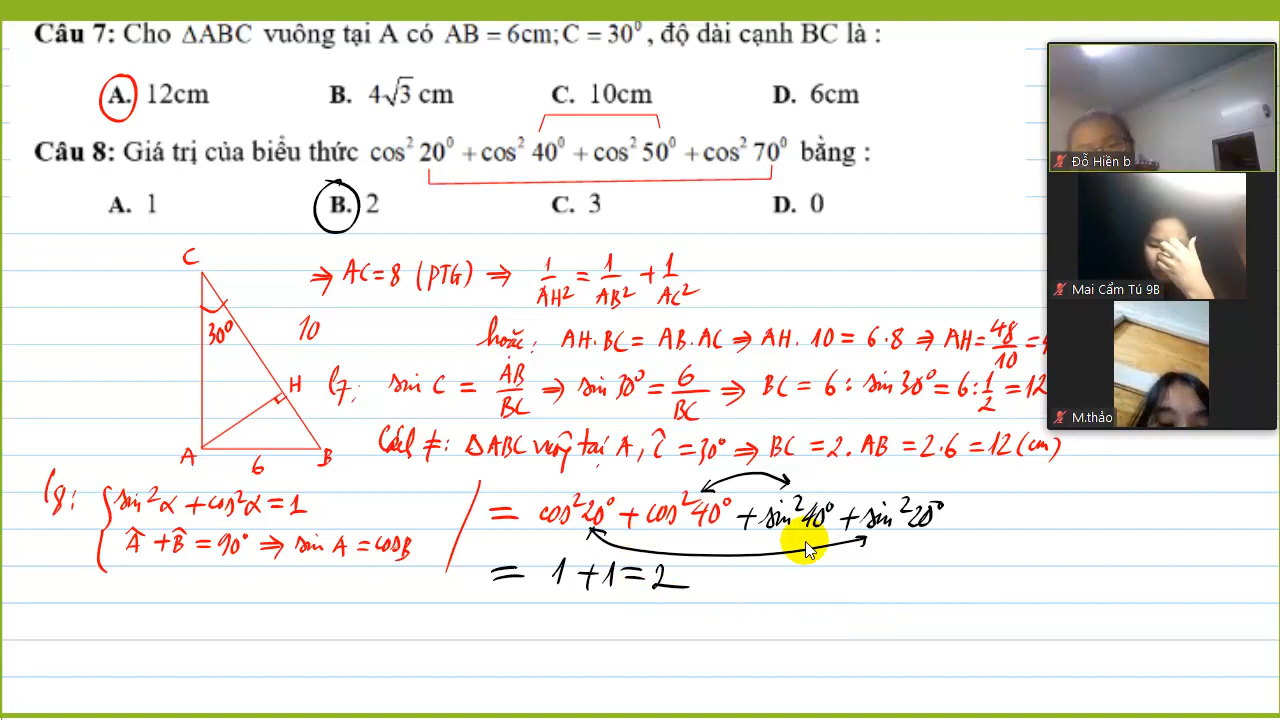 Câu 7: Cho ΔABC vuông tại A có AB = 6cm; C = 30⁰, độ dài cạnh BC là :
A. 12cm B. 4√3 cm C. 10cm D. 6cm
Câu 8: Giá trị của biểu thức cos² 20⁰ + cos² 40⁰ + cos² 50⁰ + cos² 70⁰ bằng :
A. 1 B. 2 C. 3 D. 0
C
30⁰
10
H
A
6
B
⇒ AC = 8 (PTG) ⇒ 1/AH² = 1/AB² + 1/AC²
hoặc: AH.BC = AB.AC ⇒ AH.10 = 6.8 ⇒ AH = 48/10 =
C7: sin C = AB/BC ⇒ sin 30⁰ = 6/BC ⇒ BC = 6 : sin 30⁰ = 6 : 1/2 = 12
Cách ≠: ΔABC vuông tại A, Ĉ = 30⁰ ⇒ BC = 2.AB = 2.6 = 12 (cm)
C8: sin²α + cos²α = 1
Â + B̂ = 90⁰ ⇒ sin A = cos B
= cos²20⁰ + cos²40⁰ + sin²40⁰ + sin²20⁰
= 1 + 1 = 2
Đỗ Hiền b
Mai Cẩm Tú 9B
M.thảo